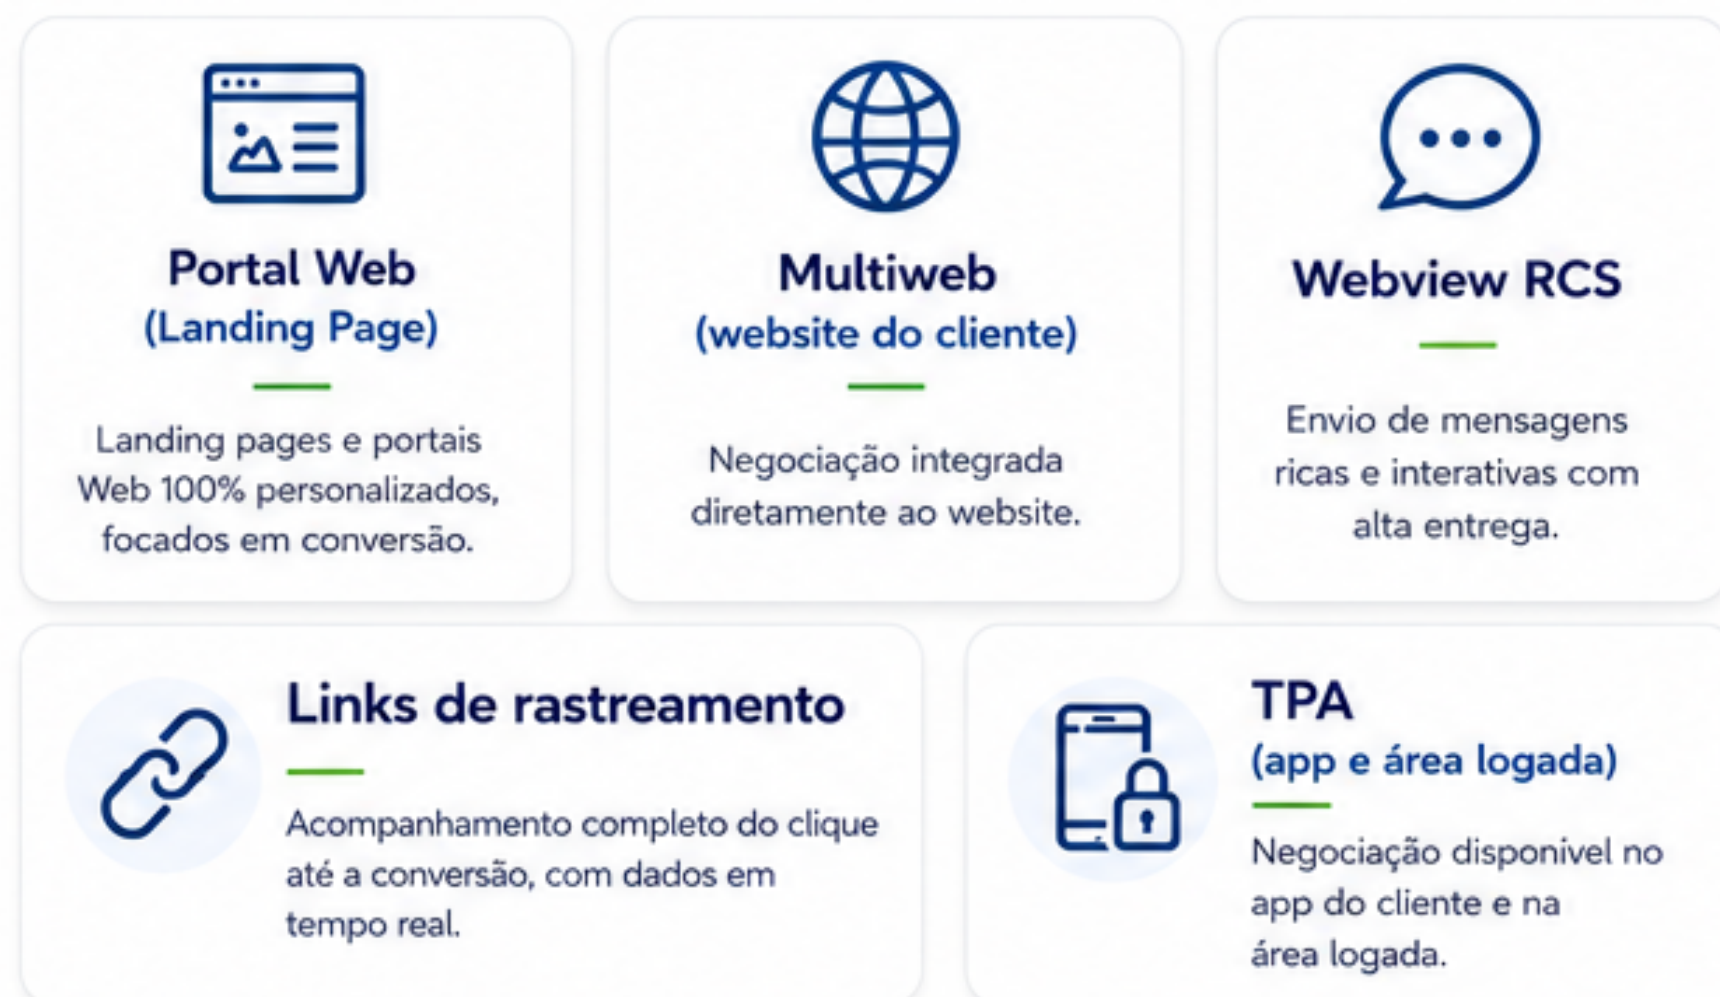 Portal Web
(Landing Page)
Landing pages e portais
Web 100% personalizados,
focados em conversão.
Multiweb
(website do cliente)
Negociação integrada
diretamente ao website.
Webview RCS
Envio de mensagens
ricas e interativas com
alta entrega.
Links de rastreamento
Acompanhamento completo do clique
até a conversão, com dados em
tempo real.
TPA
(app e área logada)
Negociação disponível no
app do cliente e na
área logada.